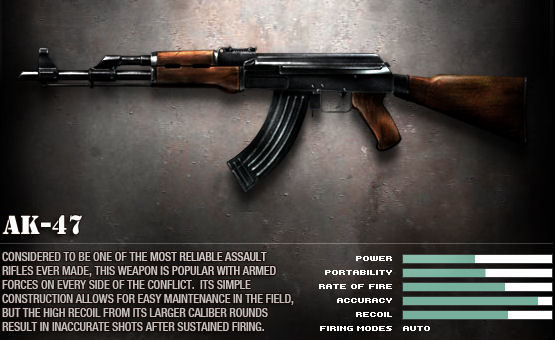 AK-47
CONSIDERED TO BE ONE OF THE MOST RELIABLE ASSAULT
RIFLES EVER MADE, THIS WEAPON IS POPULAR WITH ARMED
FORCES ON EVERY SIDE OF THE CONFLICT. ITS SIMPLE
CONSTRUCTION ALLOWS FOR EASY MAINTENANCE IN THE FIELD,
BUT THE HIGH RECOIL FROM ITS LARGER CALIBER ROUNDS
RESULT IN INACCURATE SHOTS AFTER SUSTAINED FIRING.
POWER
PORTABILITY
RATE OF FIRE
ACCURACY
RECOIL
FIRING MODES AUTO